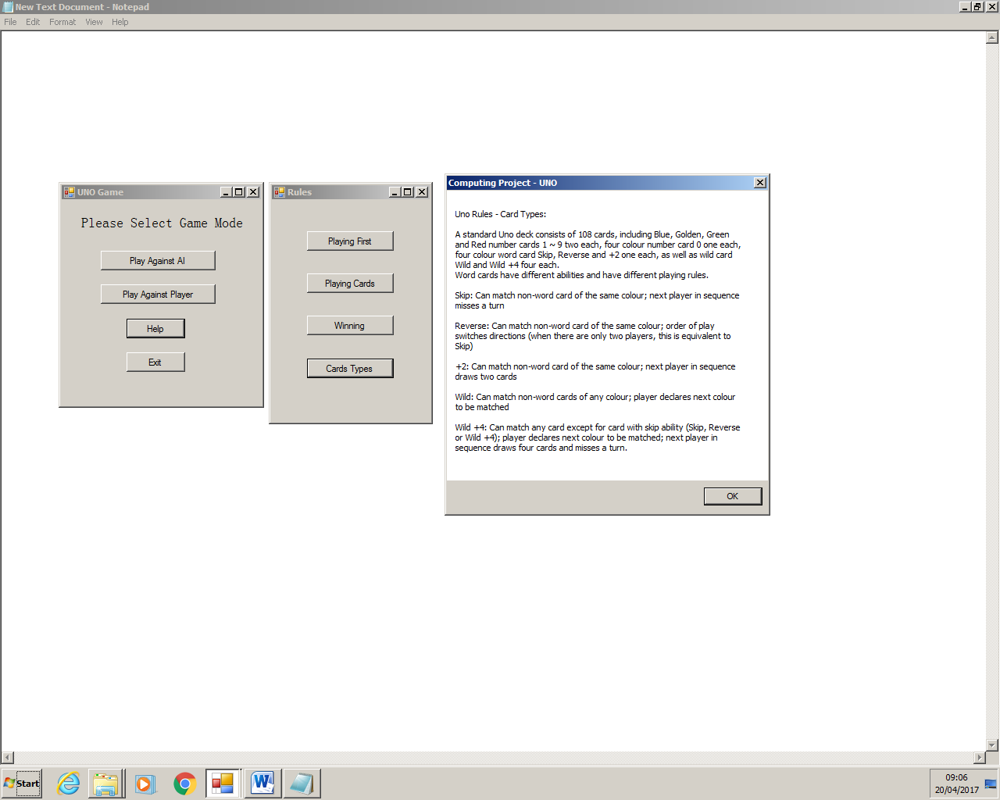 New Text Document - Notepad
File Edit Format View Help
UNO Game
Please Select Game Mode
Play Against AI
Play Against Player
Help
Exit
Rules
Playing First
Playing Cards
Winning
Cards Types
Computing Project - UNO
Uno Rules - Card Types:
A standard Uno deck consists of 108 cards, including Blue, Golden, Green
and Red number cards 1 ~ 9 two each, four colour number card 0 one each,
four colour word card Skip, Reverse and +2 one each, as well as wild card
Wild and Wild +4 four each.
Word cards have different abilities and have different playing rules.
Skip: Can match non-word card of the same colour; next player in sequence
misses a turn
Reverse: Can match non-word card of the same colour; order of play
switches directions (when there are only two players, this is equivalent to
Skip)
+2: Can match non-word card of the same colour; next player in sequence
draws two cards
Wild: Can match non-word cards of any colour; player declares next colour
to be matched
Wild +4: Can match any card except for card with skip ability (Skip, Reverse
or Wild +4); player declares next colour to be matched; next player in
sequence draws four cards and misses a turn.
OK
Start
09:06
20/04/2017